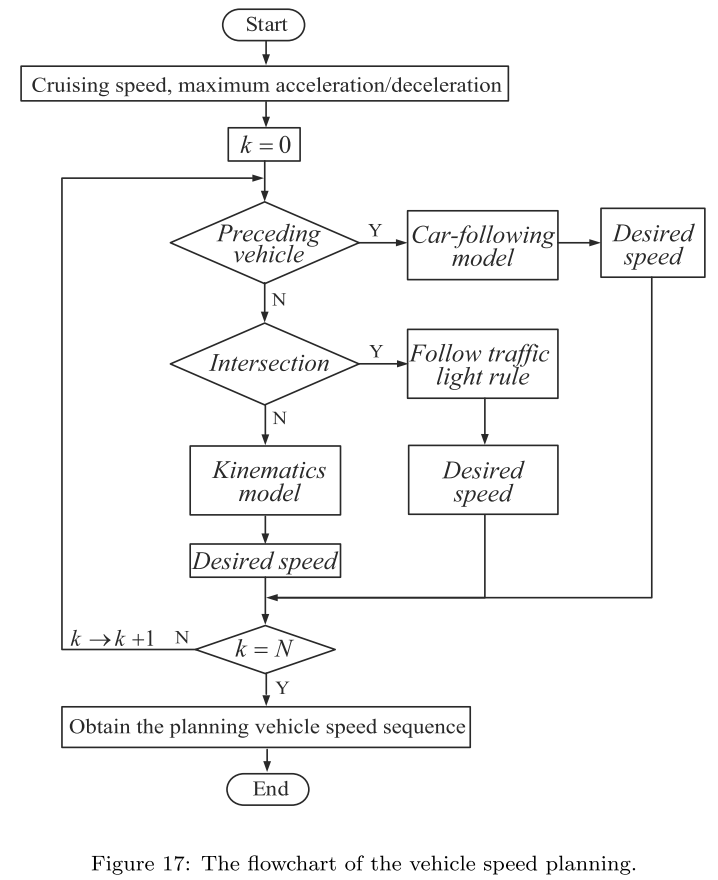 Start
Cruising speed, maximum acceleration/deceleration
k = 0
Preceding
vehicle
Y
Car-following
model
Desired
speed
N
Intersection
Y
Follow traffic
light rule
N
Kinematics
model
Desired
speed
Desired speed
k → k +1
N
k = N
Y
Obtain the planning vehicle speed sequence
End
Figure 17: The flowchart of the vehicle speed planning.